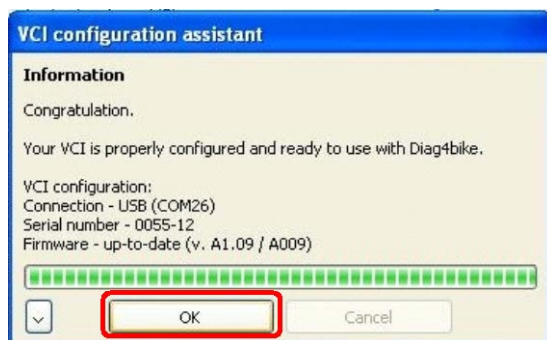 VCI configuration assistant
Information
Congratulation.
Your VCI is properly configured and ready to use with Diag4bike.
VCI configuration:
Connection - USB (COM26)
Serial number - 0055-12
Firmware - up-to-date (v. A1.09 / A009)
OK
Cancel